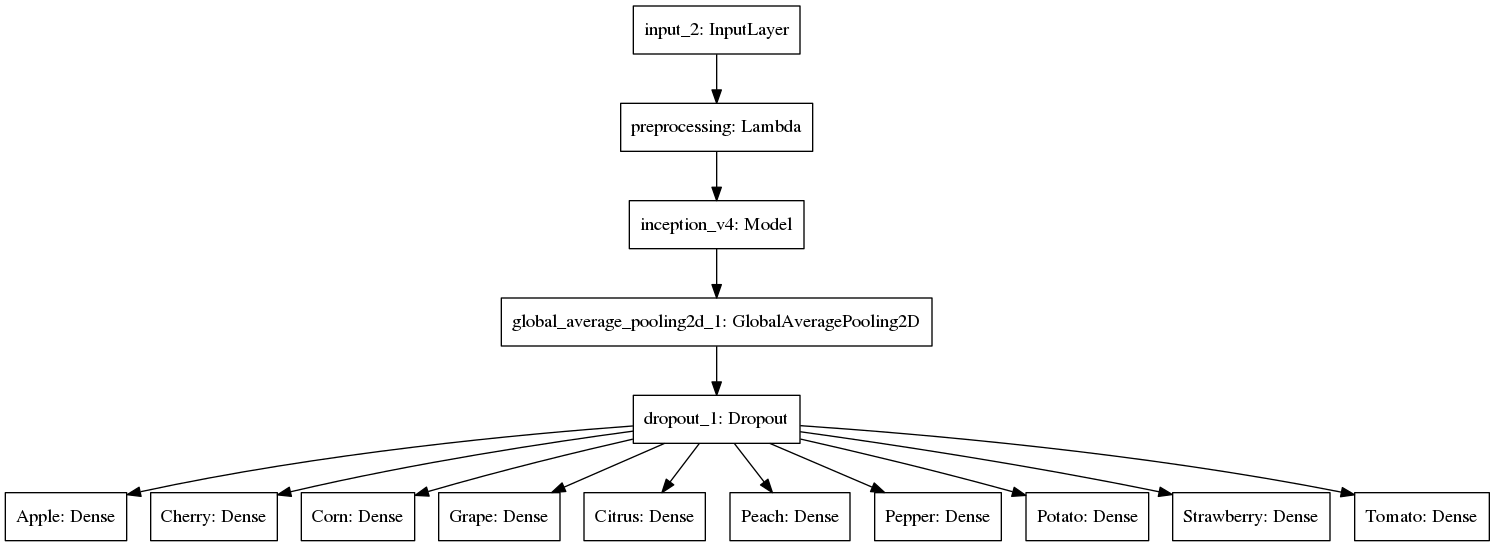 input_2: InputLayer
preprocessing: Lambda
inception_v4: Model
global_average_pooling2d_1: GlobalAveragePooling2D
dropout_1: Dropout
Apple: Dense
Cherry: Dense
Corn: Dense
Grape: Dense
Citrus: Dense
Peach: Dense
Pepper: Dense
Potato: Dense
Strawberry: Dense
Tomato: Dense